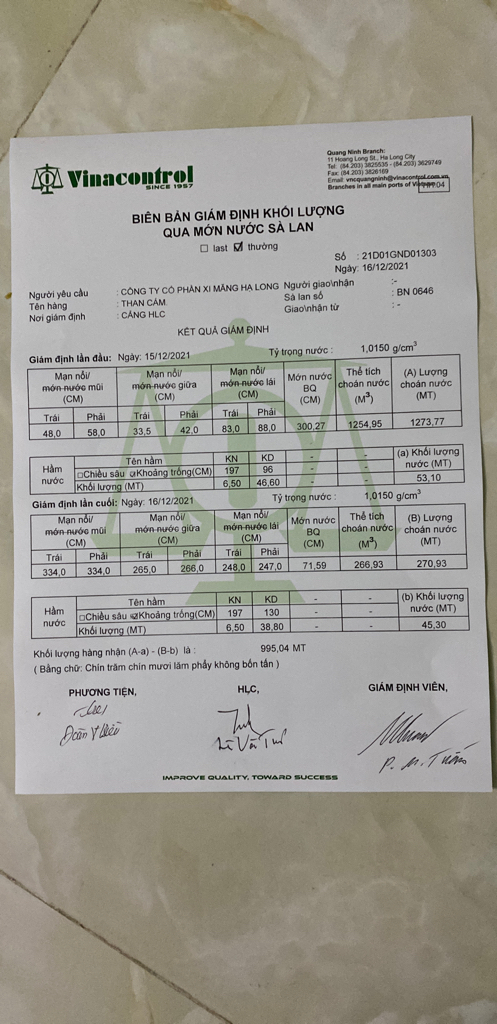 Vinacontrol
SINCE 1957
Quang Ninh Branch:
11 Hoang Long St., Ha Long City
Tel: (84.203) 3825535 - (84.203) 3629749
Fax: (84.203) 3826169
Email: vncquangninh@vinacontrol.com.vn
Branches in all main ports of
BIÊN BẢN GIÁM ĐỊNH KHỐI LƯỢNG
QUA MỚN NƯỚC SÀ LAN
☐ last ☑ thường
Số : 21D01GND01303
Ngày: 16/12/2021
Người yêu cầu : CÔNG TY CỔ PHẦN XI MĂNG HẠ LONG Người giao\nhận :-
Tên hàng : THAN CÁM Sà lan số : BN 0646
Nơi giám định : CẢNG HLC Giao\nhận từ : -
KẾT QUẢ GIÁM ĐỊNH
Giám định lần đầu: Ngày: 15/12/2021 Tỷ trọng nước : 1,0150 g/cm³
Mạn nổi/ Mạn nổi/ Mạn nổi/ Mớn nước Thể tích (A) Lượng
mớn nước mũi mớn nước giữa mớn nước lái BQ choán nước choán nước
(CM) (CM) (CM) (CM) (M³) (MT)
Trái Phải Trái Phải Trái Phải
48,0 58,0 33,5 42,0 83,0 88,0 300,27 1254,95 1273,77
Hầm nước Tên hầm KN KD - - (a) Khối lượng nước (MT)
☐Chiều sâu ☑Khoảng trống(CM) 197 96 - -
Khối lượng (MT) 6,50 46,60 - - 53,10
Giám định lần cuối: Ngày: 16/12/2021 Tỷ trọng nước : 1,0150 g/cm³
Mạn nổi/ Mạn nổi/ Mạn nổi/ Mớn nước Thể tích (B) Lượng
mớn nước mũi mớn nước giữa mớn nước lái BQ choán nước choán nước
(CM) (CM) (CM) (CM) (M³) (MT)
Trái Phải Trái Phải Trái Phải
334,0 334,0 265,0 266,0 248,0 247,0 71,59 266,93 270,93
Hầm nước Tên hầm KN KD - - (b) Khối lượng nước (MT)
☐Chiều sâu ☑Khoảng trống(CM) 197 130 - -
Khối lượng (MT) 6,50 38,80 - - 45,30
Khối lượng hàng nhận (A-a) - (B-b) là : 995,04 MT
( Bằng chữ: Chín trăm chín mươi lăm phẩy không bốn tấn )
PHƯƠNG TIỆN, HLC, GIÁM ĐỊNH VIÊN,
IMPROVE QUALITY, TOWARD SUCCESS